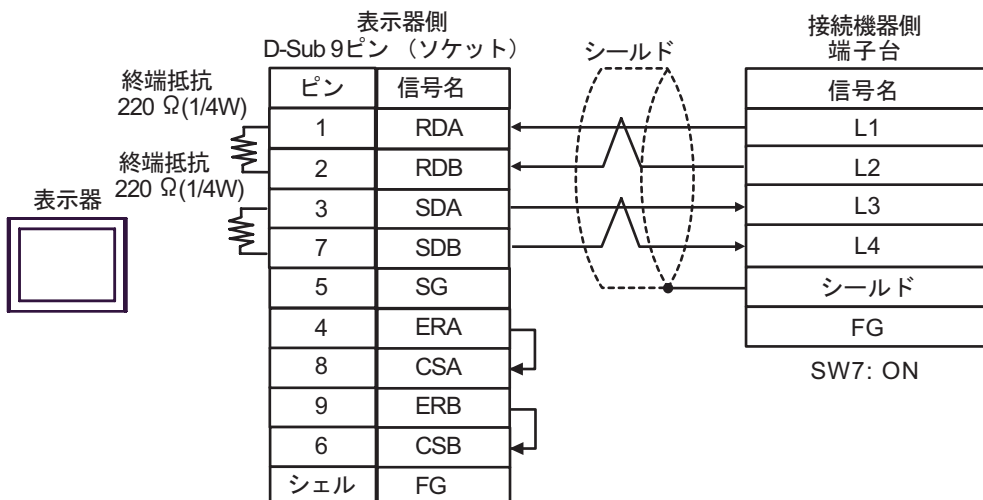 表示器側
D-Sub 9ピン （ソケット）
シールド
接続機器側
端子台
終端抵抗
220 Ω(1/4W)
終端抵抗
220 Ω(1/4W)
表示器
ピン 信号名
1 RDA
2 RDB
3 SDA
7 SDB
5 SG
4 ERA
8 CSA
9 ERB
6 CSB
シェル FG
信号名
L1
L2
L3
L4
シールド
FG
SW7: ON